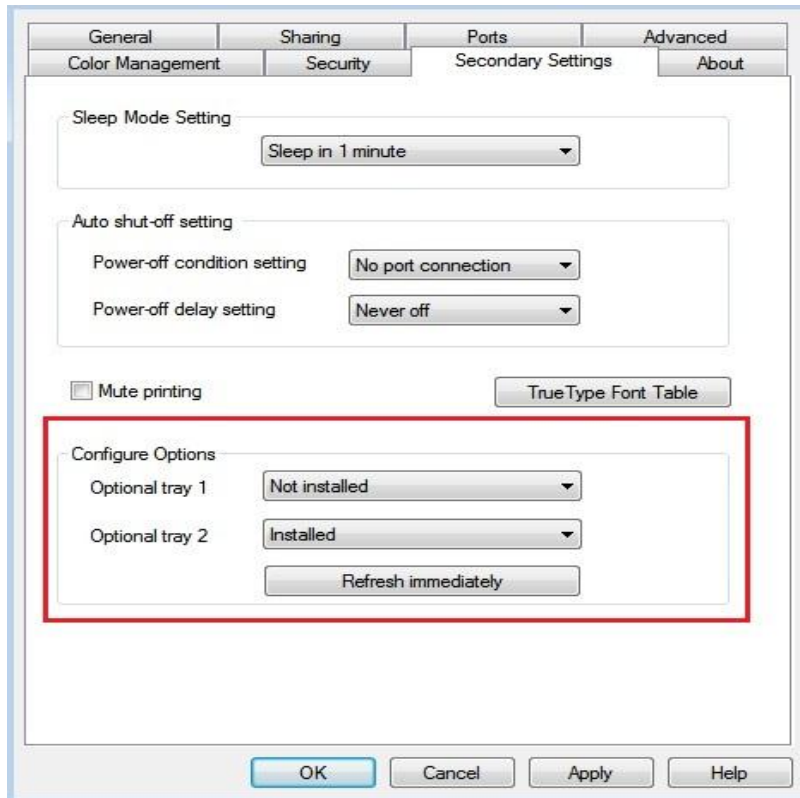 General Sharing Ports Advanced
Color Management Security Secondary Settings About
Sleep Mode Setting
Sleep in 1 minute
Auto shut-off setting
Power-off condition setting No port connection
Power-off delay setting Never off
Mute printing TrueType Font Table
Configure Options
Optional tray 1 Not installed
Optional tray 2 Installed
Refresh immediately
OK Cancel Apply Help